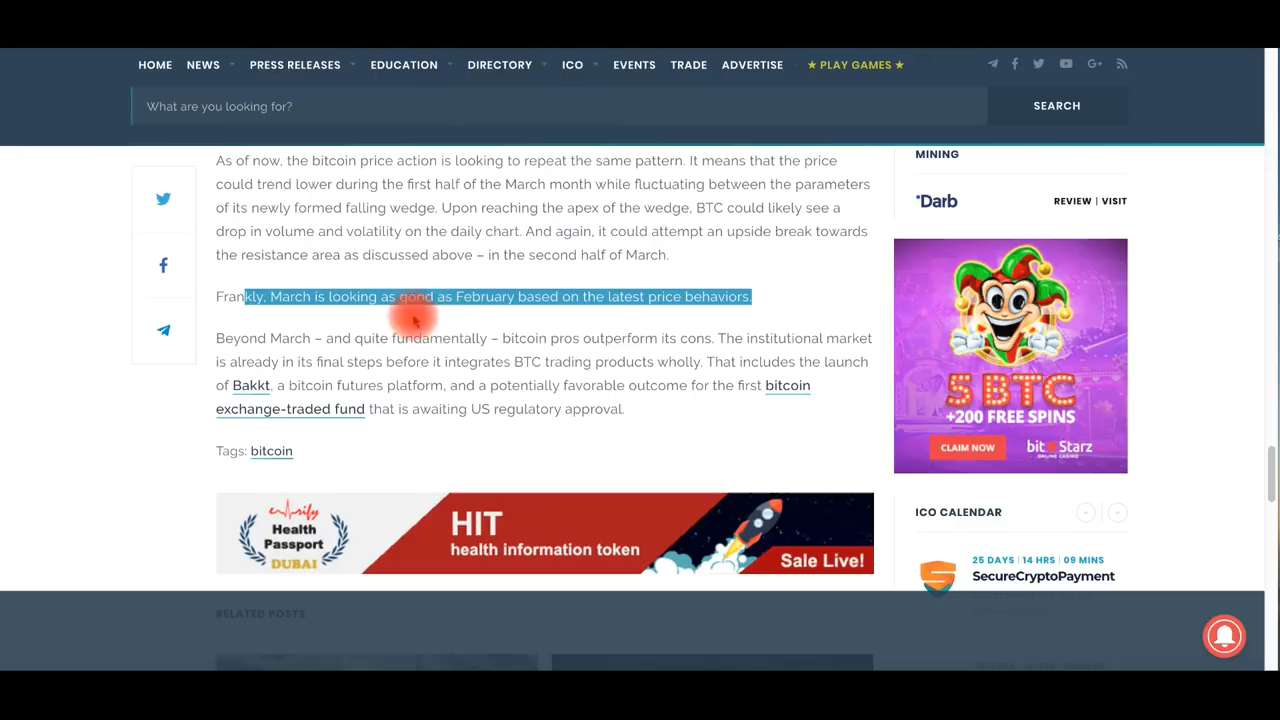 HOME NEWS PRESS RELEASES EDUCATION DIRECTORY ICO EVENTS TRADE ADVERTISE ★ PLAY GAMES ★
What are you looking for?
SEARCH
As of now, the bitcoin price action is looking to repeat the same pattern. It means that the price
could trend lower during the first half of the March month while fluctuating between the parameters
of its newly formed falling wedge. Upon reaching the apex of the wedge, BTC could likely see a
drop in volume and volatility on the daily chart. And again, it could attempt an upside break towards
the resistance area as discussed above – in the second half of March.
Frankly, March is looking as good as February based on the latest price behaviors.
Beyond March – and quite fundamentally – bitcoin pros outperform its cons. The institutional market
is already in its final steps before it integrates BTC trading products wholly. That includes the launch
of Bakkt, a bitcoin futures platform, and a potentially favorable outcome for the first bitcoin
exchange-traded fund that is awaiting US regulatory approval.
Tags: bitcoin
Health
Passport
DUBAI
HIT
health information token
Sale Live!
RELATED POSTS
MINING
Darb
REVIEW | VISIT
5 BTC
+200 FREE SPINS
CLAIM NOW
bitStarz
ONLINE CASINO
ICO CALENDAR
25 DAYS | 14 HRS | 09 MINS
SecureCryptoPayment